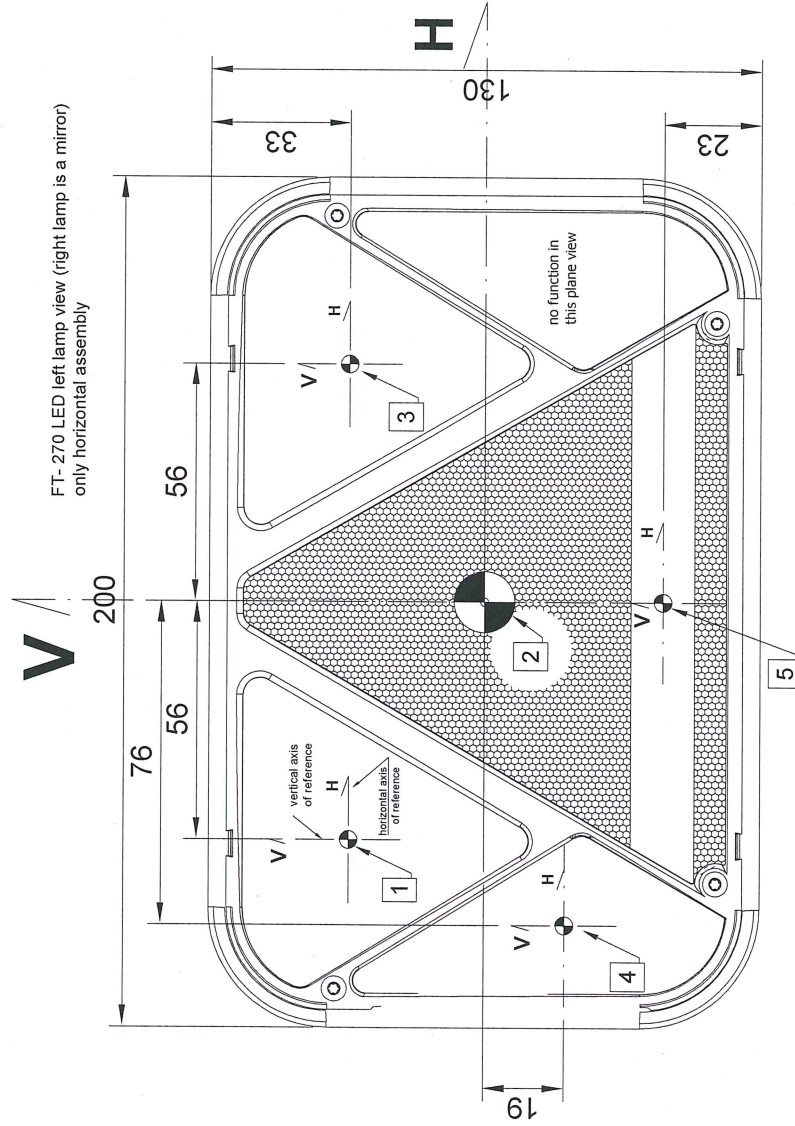 FT- 270 LED left lamp view (right lamp is a mirror)
only horizontal assembly
V
200
H
76
56
56
33
130
23
19
V
H
vertical axis
of reference
horizontal axis
of reference
1
V
H
3
2
V
H
4
V
H
5
no function in
this plane view